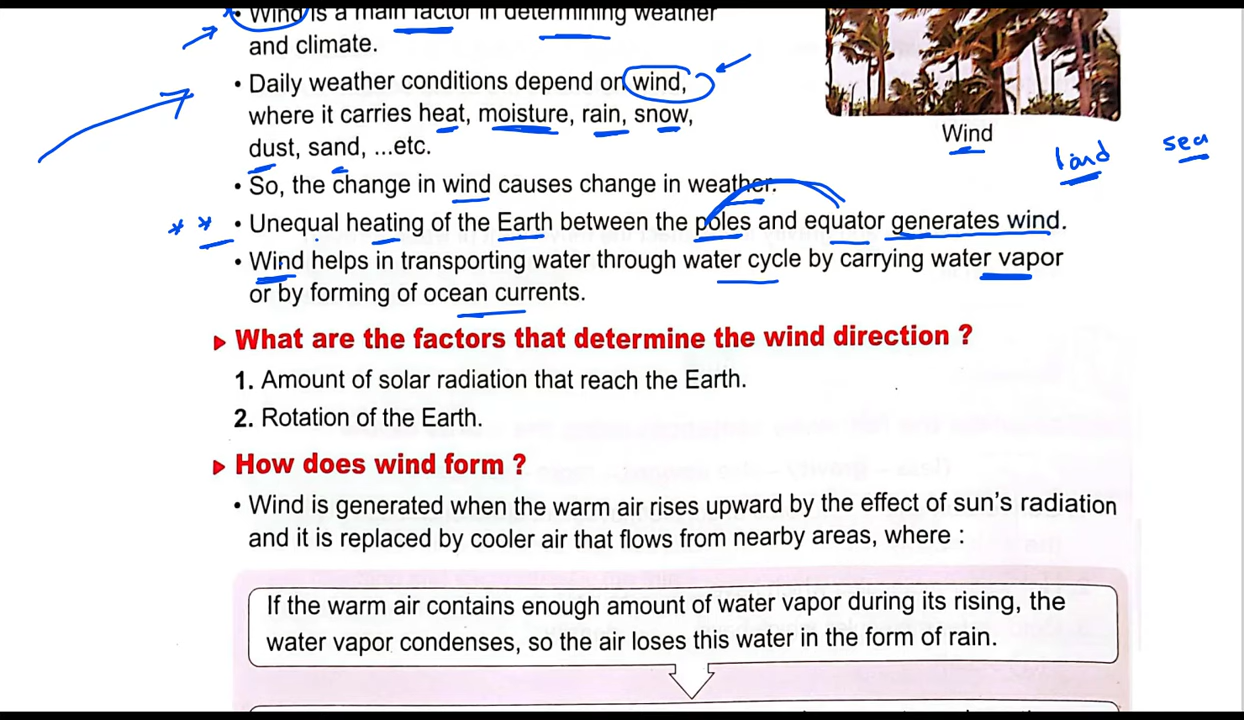 • Wind is a main factor in determining weather
and climate.
• Daily weather conditions depend on wind,
where it carries heat, moisture, rain, snow,
dust, sand, ...etc.
Wind
land sea
• So, the change in wind causes change in weather.
** • Unequal heating of the Earth between the poles and equator generates wind.
• Wind helps in transporting water through water cycle by carrying water vapor
or by forming of ocean currents.
What are the factors that determine the wind direction ?
1. Amount of solar radiation that reach the Earth.
2. Rotation of the Earth.
How does wind form ?
• Wind is generated when the warm air rises upward by the effect of sun's radiation
and it is replaced by cooler air that flows from nearby areas, where :
If the warm air contains enough amount of water vapor during its rising, the
water vapor condenses, so the air loses this water in the form of rain.